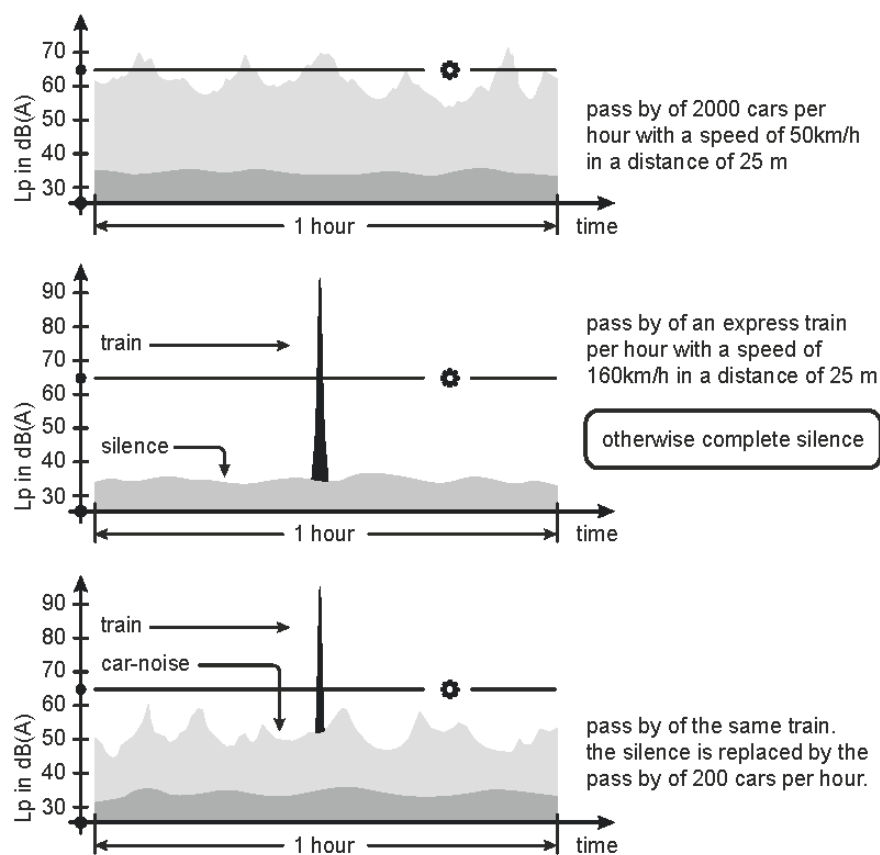 70
60
50
40
30
Lp in dB(A)
1 hour
time
pass by of 2000 cars per
hour with a speed of 50km/h
in a distance of 25 m
90
80
70
60
50
40
30
Lp in dB(A)
train
silence
1 hour
time
pass by of an express train
per hour with a speed of
160km/h in a distance of 25 m
otherwise complete silence
90
80
70
60
50
40
30
Lp in dB(A)
train
car-noise
1 hour
time
pass by of the same train.
the silence is replaced by the
pass by of 200 cars per hour.